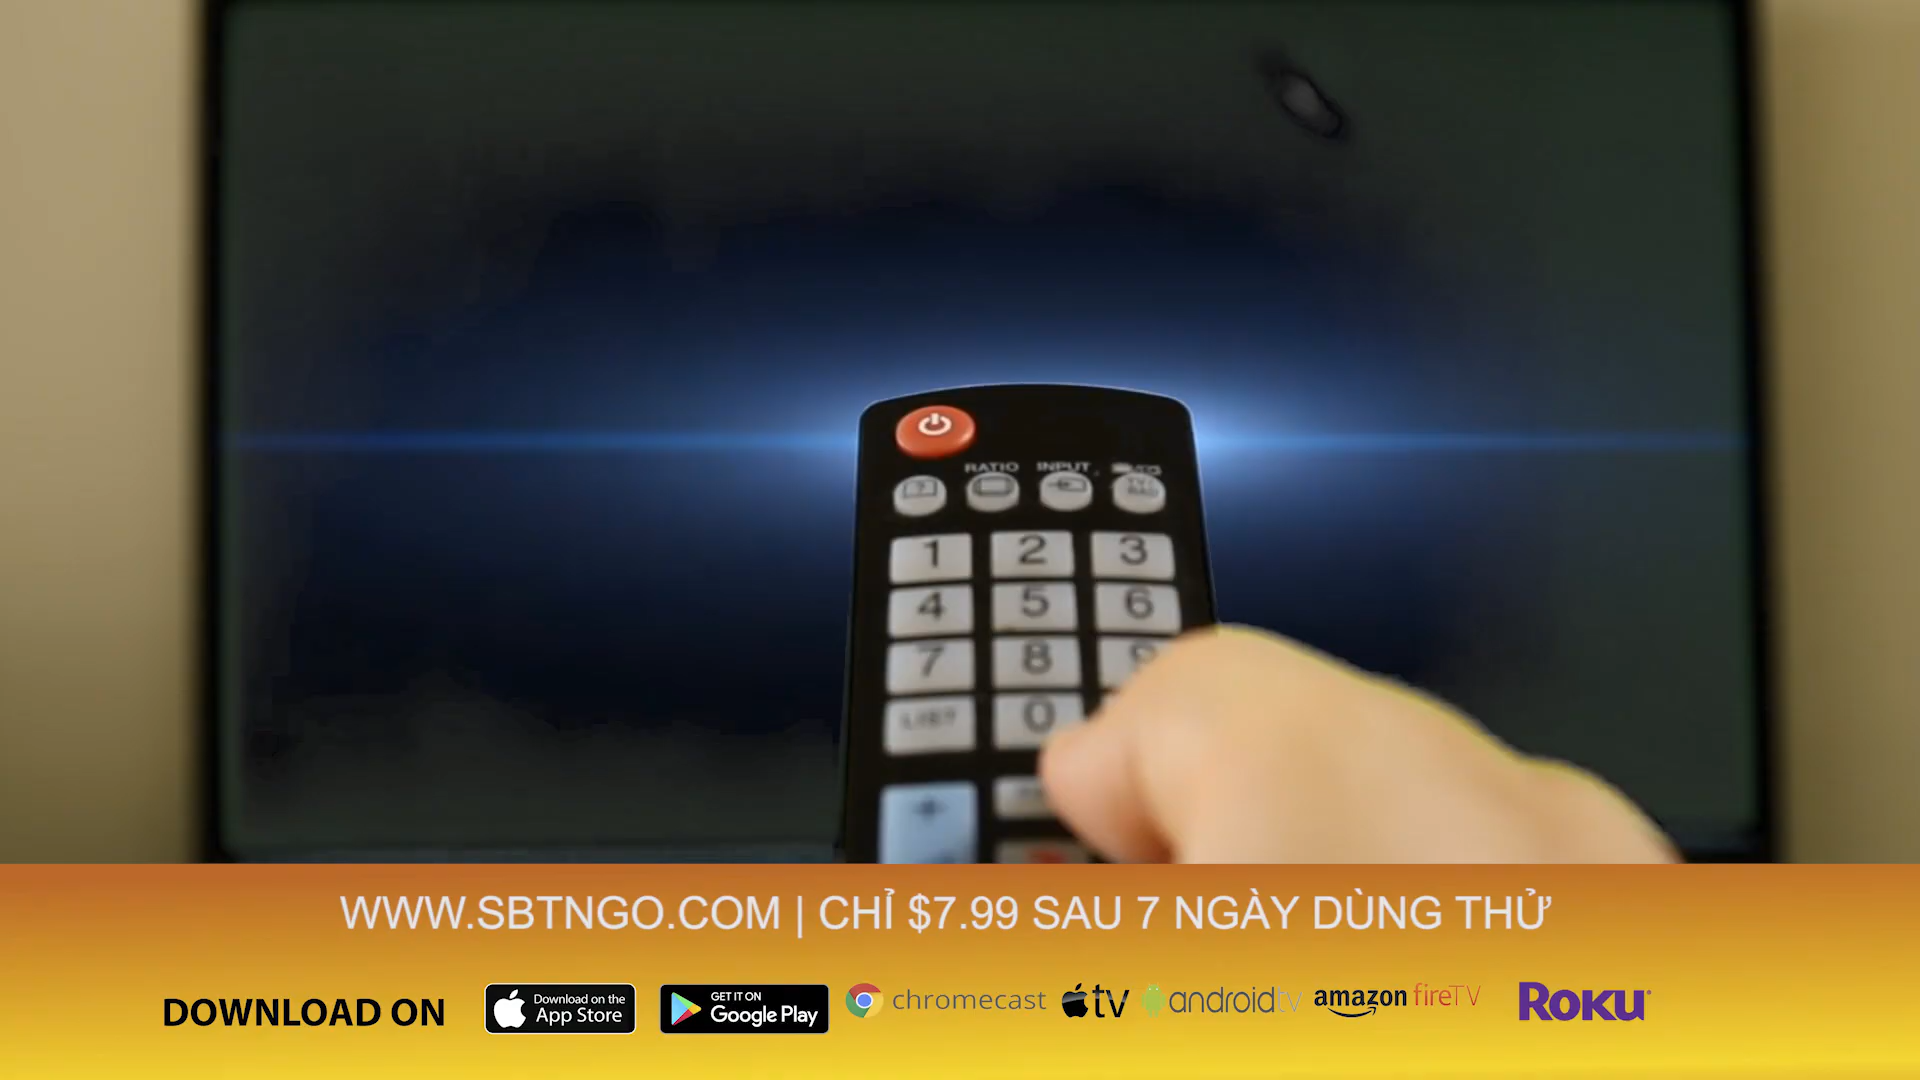 RATIO INPUT
1 2 3
4 5 6
7 8 9
LIST 0
WWW.SBTNGO.COM | CHỈ $7.99 SAU 7 NGÀY DÙNG THỬ
DOWNLOAD ON
Download on the
App Store
GET IT ON
Google Play
chromecast
tv
androidtv
amazon fireTV
ROKU